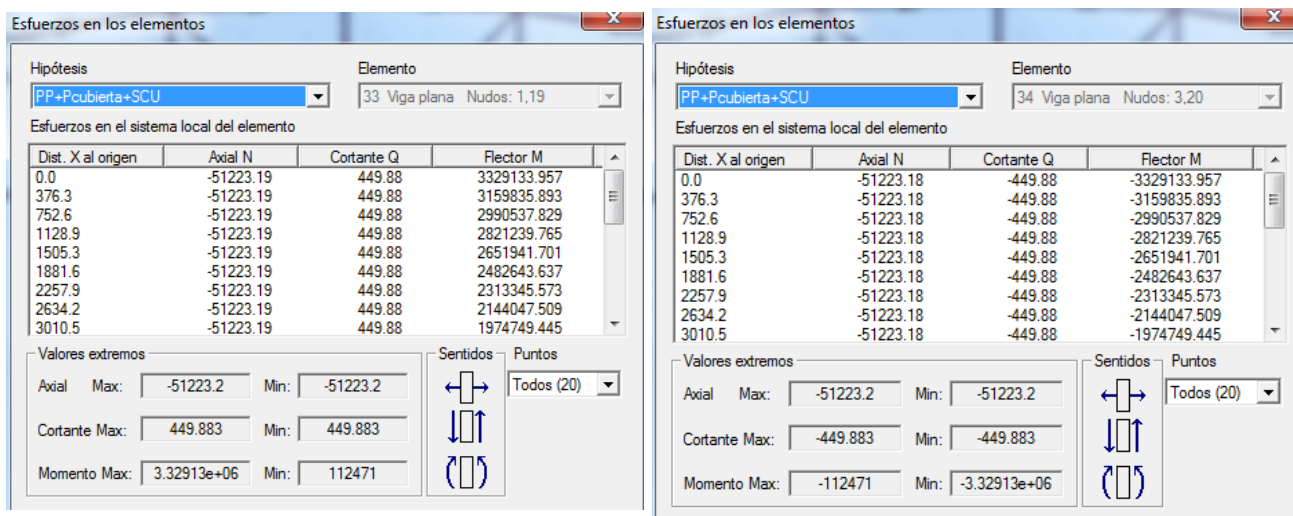 Esfuerzos en los elementos
Hipótesis Elemento
PP+Pcubierta+SCU 33 Viga plana Nudos: 1,19
Esfuerzos en el sistema local del elemento
Dist. X al origen Axial N Cortante Q Flector M
0.0 -51223.19 449.88 3329133.957
376.3 -51223.19 449.88 3159835.893
752.6 -51223.19 449.88 2990537.829
1128.9 -51223.19 449.88 2821239.765
1505.3 -51223.19 449.88 2651941.701
1881.6 -51223.19 449.88 2482643.637
2257.9 -51223.19 449.88 2313345.573
2634.2 -51223.19 449.88 2144047.509
3010.5 -51223.19 449.88 1974749.445
Valores extremos Sentidos Puntos
Axial Max: -51223.2 Min: -51223.2 Todos (20)
Cortante Max: 449.883 Min: 449.883
Momento Max: 3.32913e+06 Min: 112471
Esfuerzos en los elementos
Hipótesis Elemento
PP+Pcubierta+SCU 34 Viga plana Nudos: 3,20
Esfuerzos en el sistema local del elemento
Dist. X al origen Axial N Cortante Q Flector M
0.0 -51223.18 -449.88 -3329133.957
376.3 -51223.18 -449.88 -3159835.893
752.6 -51223.18 -449.88 -2990537.829
1128.9 -51223.18 -449.88 -2821239.765
1505.3 -51223.18 -449.88 -2651941.701
1881.6 -51223.18 -449.88 -2482643.637
2257.9 -51223.18 -449.88 -2313345.573
2634.2 -51223.18 -449.88 -2144047.509
3010.5 -51223.18 -449.88 -1974749.445
Valores extremos Sentidos Puntos
Axial Max: -51223.2 Min: -51223.2 Todos (20)
Cortante Max: -449.883 Min: -449.883
Momento Max: -112471 Min: -3.32913e+06